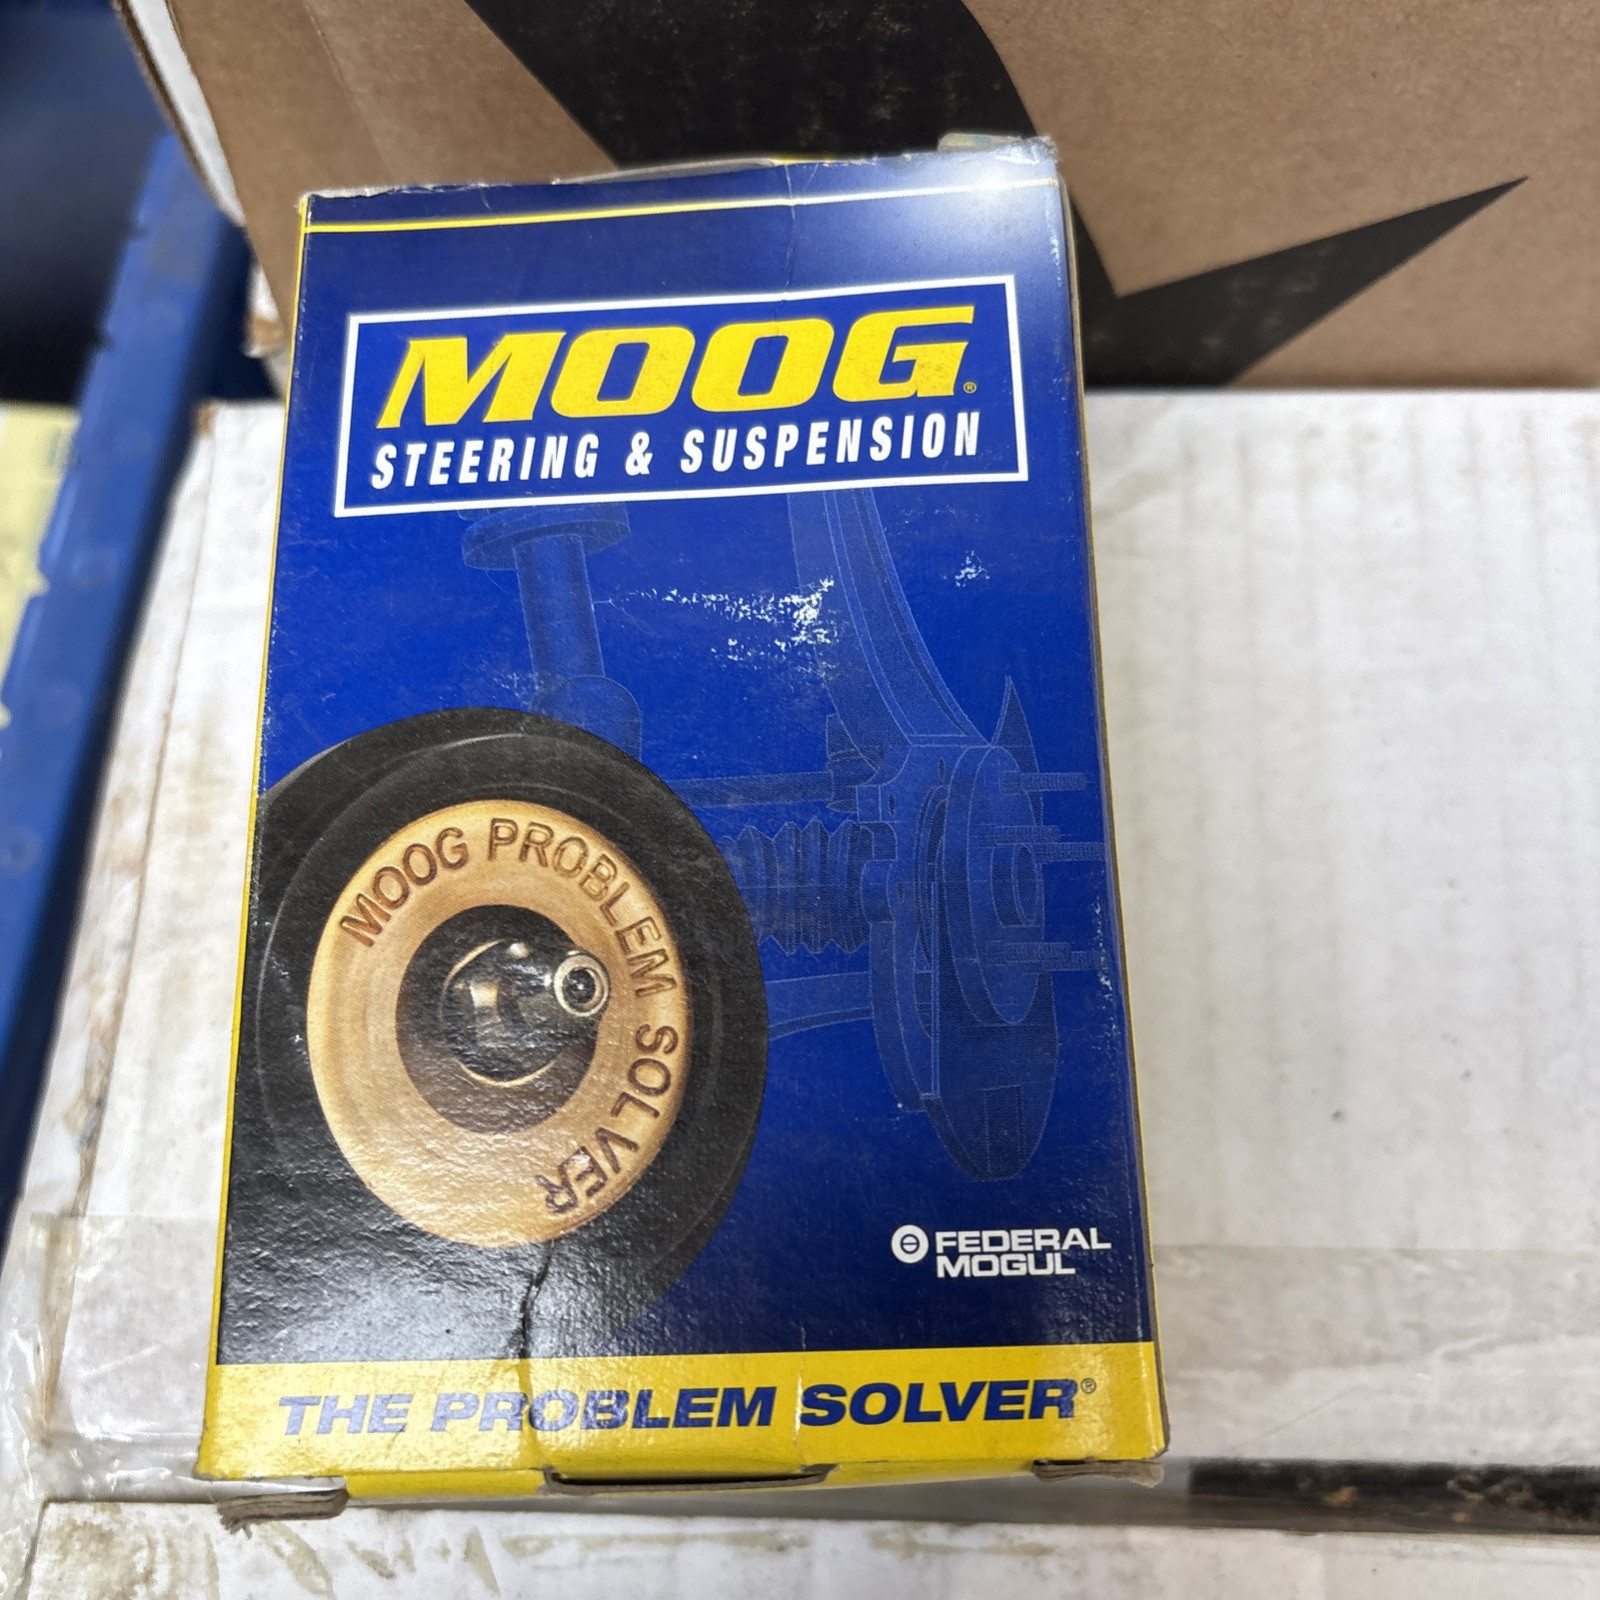 MOOG®
STEERING & SUSPENSION
MOOG PROBLEM SOLVER
FEDERAL
MOGUL
THE PROBLEM SOLVER®